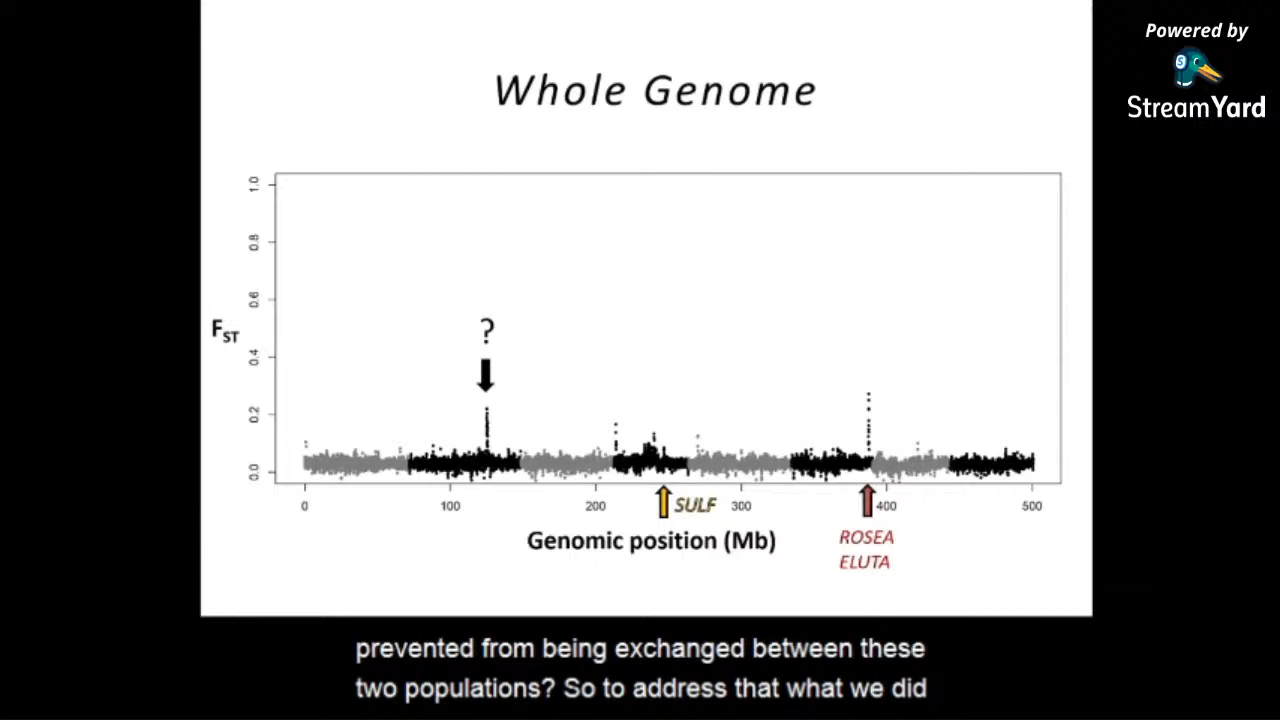 Powered by
StreamYard
Whole Genome
1.0
0.8
0.6
0.4
0.2
0.0
FST
?
0
100
200
300
400
500
SULF
Genomic position (Mb)
ROSEA
ELUTA
prevented from being exchanged between these
two populations? So to address that what we did